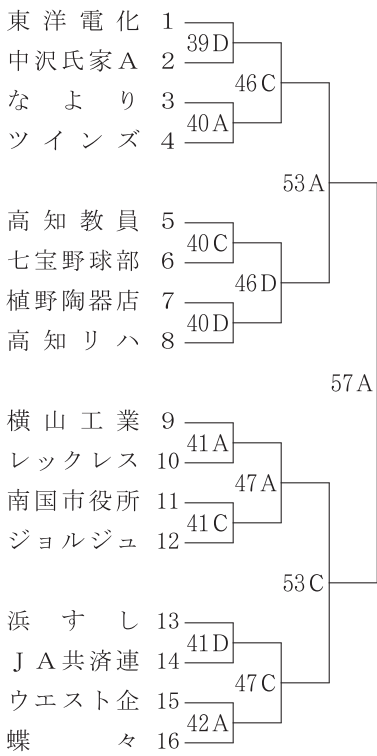 東洋電化 1
39D
中沢氏家A 2
46C
なより 3
40A
ツインズ 4
53A
高知教員 5
40C
七宝野球部 6
46D
植野陶器店 7
40D
高知リハ 8
57A
横山工業 9
41A
レックレス 10
47A
南国市役所 11
41C
ジョルジュ 12
53C
浜すし 13
41D
JA共済連 14
47C
ウエスト企 15
42A
蝶々 16